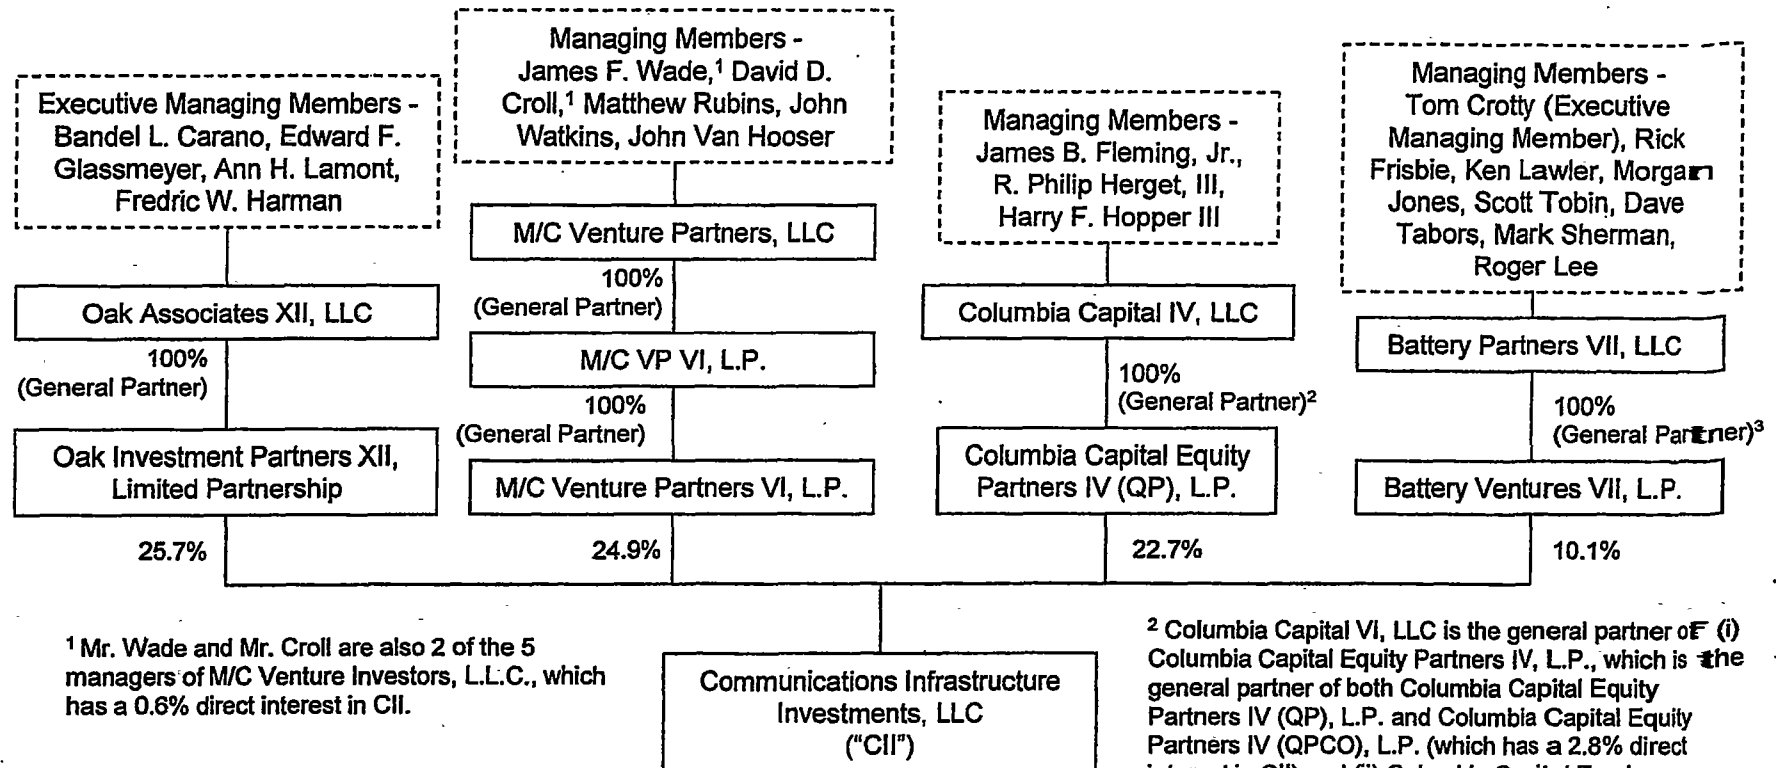 Executive Managing Members -
Bandel L. Carano, Edward F.
Glassmeyer, Ann H. Lamont,
Fredric W. Harman
Oak Associates XII, LLC
100%
(General Partner)
Oak Investment Partners XII,
Limited Partnership
25.7%
Managing Members -
James F. Wade,¹ David D.
Croll,¹ Matthew Rubins, John
Watkins, John Van Hooser
M/C Venture Partners, LLC
100%
(General Partner)
M/C VP VI, L.P.
100%
(General Partner)
M/C Venture Partners VI, L.P.
24.9%
Managing Members -
James B. Fleming, Jr.,
R. Philip Herget, III,
Harry F. Hopper III
Columbia Capital IV, LLC
100%
(General Partner)²
Columbia Capital Equity
Partners IV (QP), L.P.
22.7%
Managing Members -
Tom Crotty (Executive
Managing Member), Rick
Frisbie, Ken Lawler, Morgan
Jones, Scott Tobin, Dave
Tabors, Mark Sherman,
Roger Lee
Battery Partners VII, LLC
100%
(General Partner)³
Battery Ventures VII, L.P.
10.1%
¹ Mr. Wade and Mr. Croll are also 2 of the 5
managers of M/C Venture Investors, L.L.C., which
has a 0.6% direct interest in CII.
Communications Infrastructure
Investments, LLC
("CII")
² Columbia Capital VI, LLC is the general partner of (i)
Columbia Capital Equity Partners IV, L.P., which is the
general partner of both Columbia Capital Equity
Partners IV (QP), L.P. and Columbia Capital Equity
Partners IV (QPCO), L.P. (which has a 2.8% direct